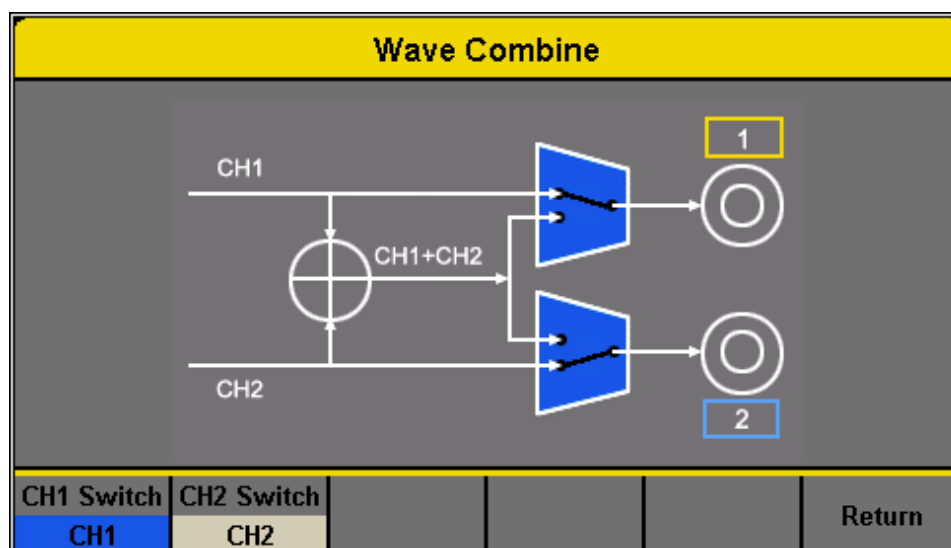 Wave Combine
1
CH1
CH1+CH2
CH2
2
CH1 Switch
CH1
CH2 Switch
CH2
Return